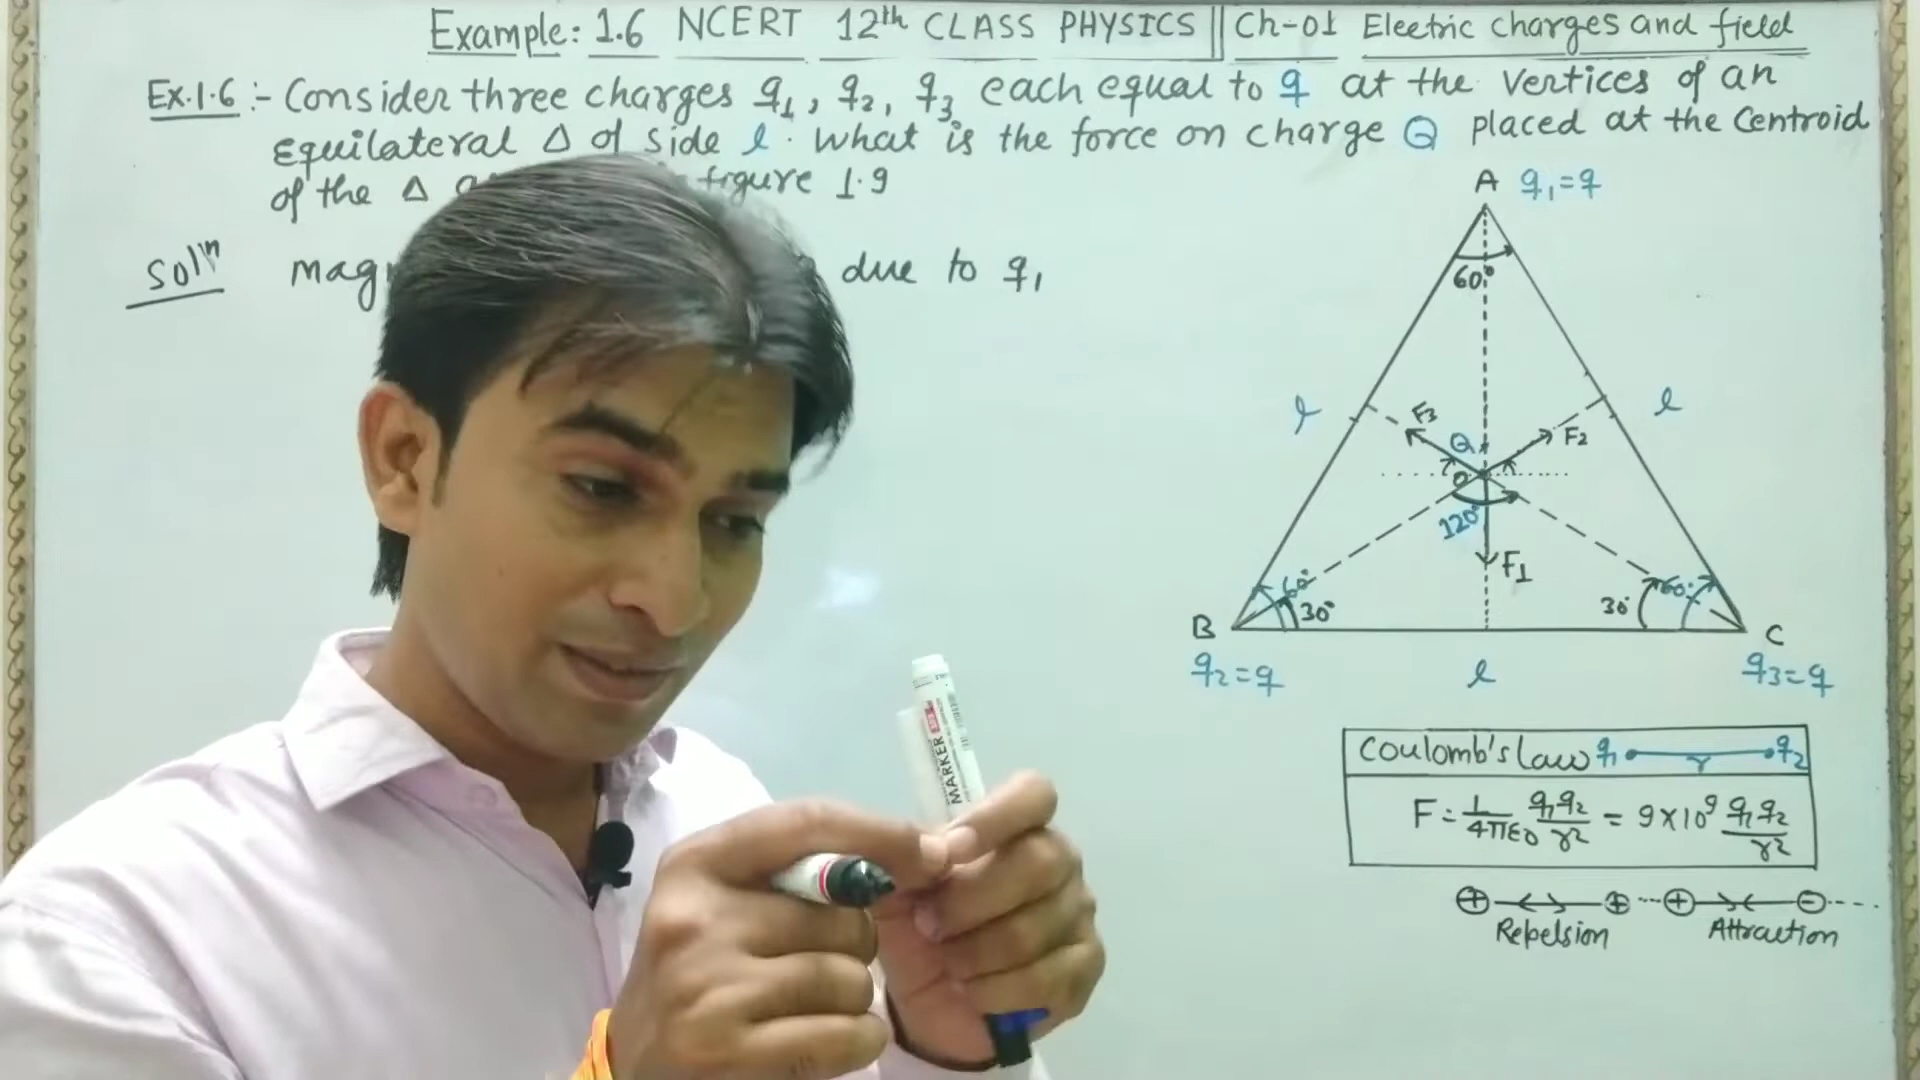 Example: 1.6 NCERT 12th CLASS PHYSICS || Ch-01 Electric charges and field
Ex.1.6:- Consider three charges q1, q2, q3 each equal to q at the vertices of an
equilateral Δ of side l. What is the force on charge Q placed at the Centroid
of the Δ figure 1.9
Soln due to q1
A q1=q
60°
l l
F3 Q F2
O
120°
F1
60° 30° 30° 60°
B C
q2=q l q3=q
Coulomb's law q1 r q2
F = 1/4πε0 q1q2/r2 = 9×10^9 q1q2/r2
+ + + -
Repelsion Attraction
MARKER